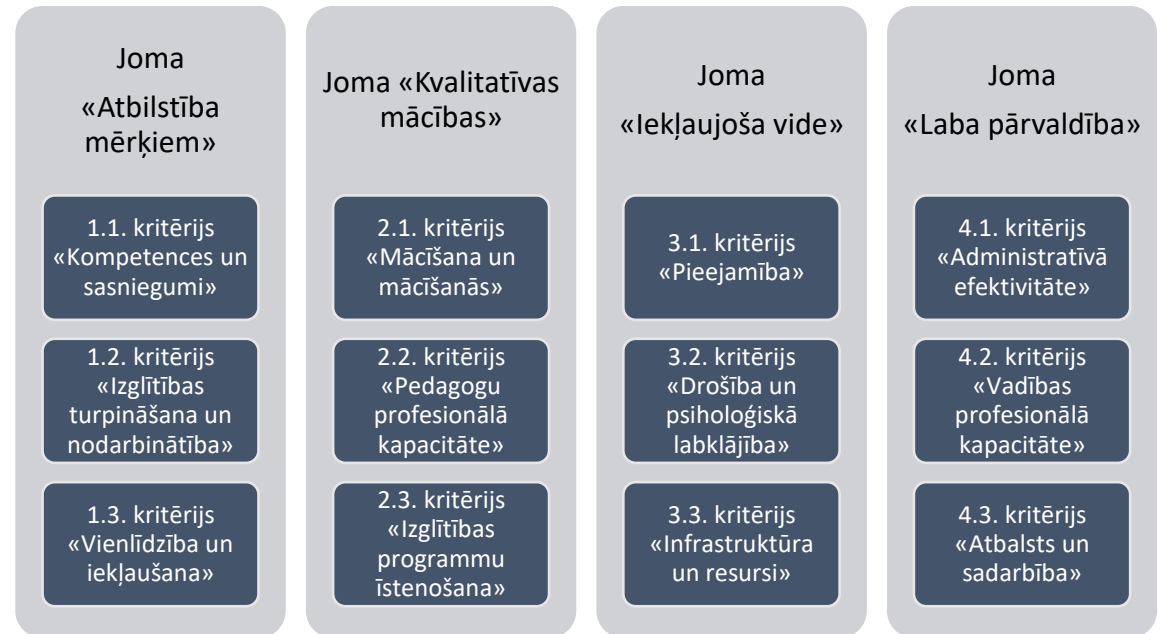 Joma
«Atbilstība
mērķiem»
1.1. kritērijs
«Kompetences un
sasniegumi»
1.2. kritērijs
«Izglītības
turpināšana un
nodarbinātība»
1.3. kritērijs
«Vienlīdzība un
iekļaušana»
Joma «Kvalitatīvas
mācības»
2.1. kritērijs
«Mācīšana un
mācīšanās»
2.2. kritērijs
«Pedagogu
profesionālā
kapacitāte»
2.3. kritērijs
«Izglītības
programmu
īstenošana»
Joma
«Iekļaujoša vide»
3.1. kritērijs
«Pieejamība»
3.2. kritērijs
«Drošība un
psiholoģiskā
labklājība»
3.3. kritērijs
«Infrastruktūra
un resursi»
Joma
«Laba pārvaldība»
4.1. kritērijs
«Administratīvā
efektivitāte»
4.2. kritērijs
«Vadības
profesionālā
kapacitāte»
4.3. kritērijs
«Atbalsts un
sadarbība»